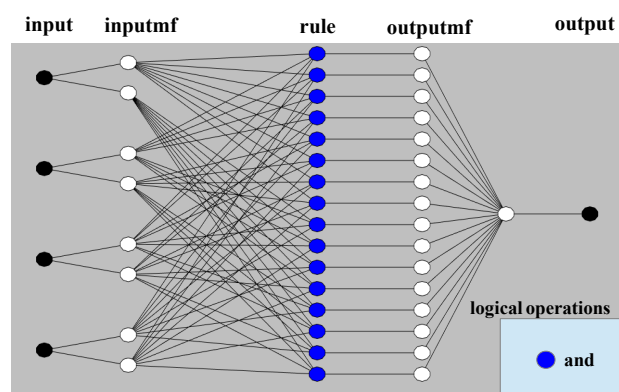 input inputmf rule outputmf output
logical operations
and